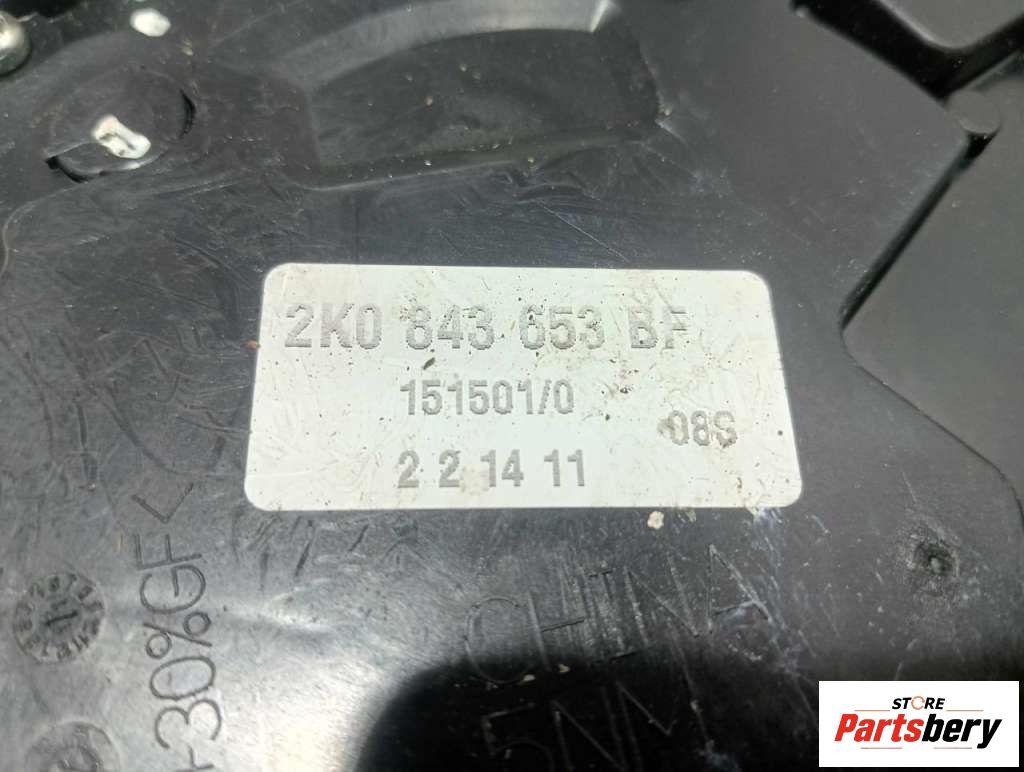 2K0 843 653 BF
151501/0
08S
2 2 14 11
-30%GF<
CHINA
STORE
Partsbery